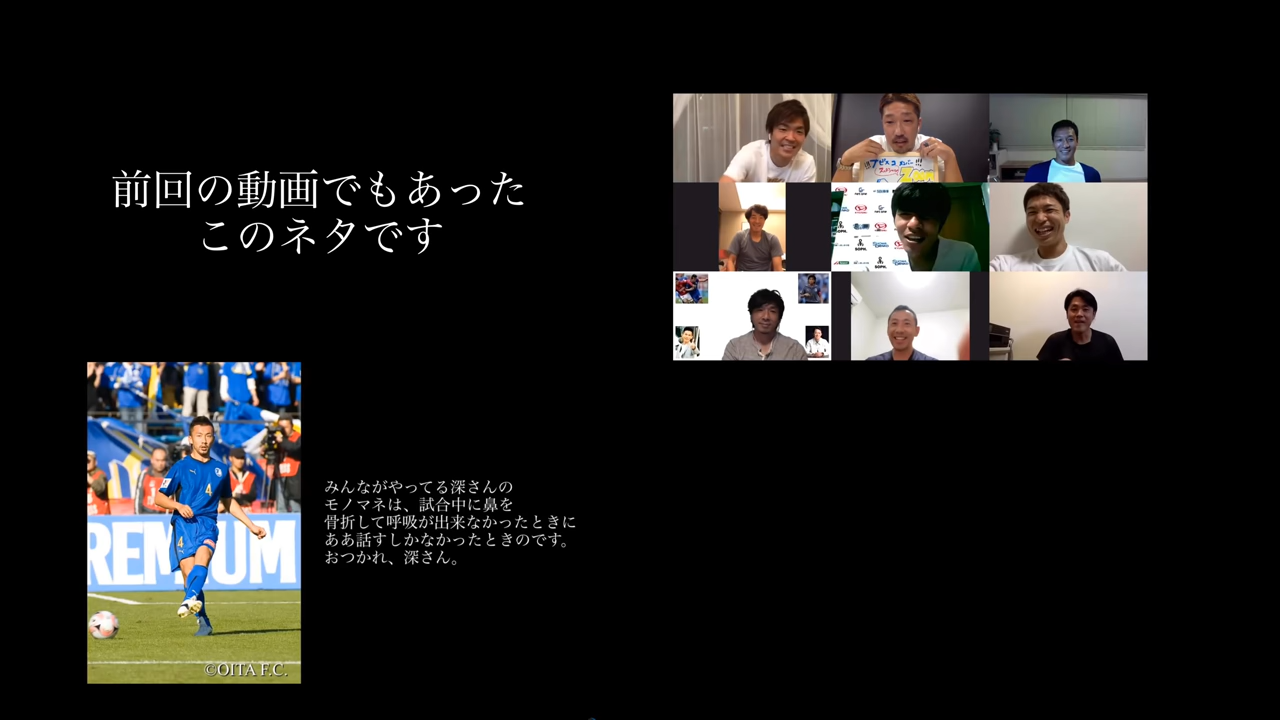 前回の動画でもあった
このネタです
みんながやってる深さんの
モノマネは、試合中に鼻を
骨折して呼吸が出来なかったときに
ああ話すしかなかったときのです。
おつかれ、深さん。
4
PREMIUM
©OITA F.C.